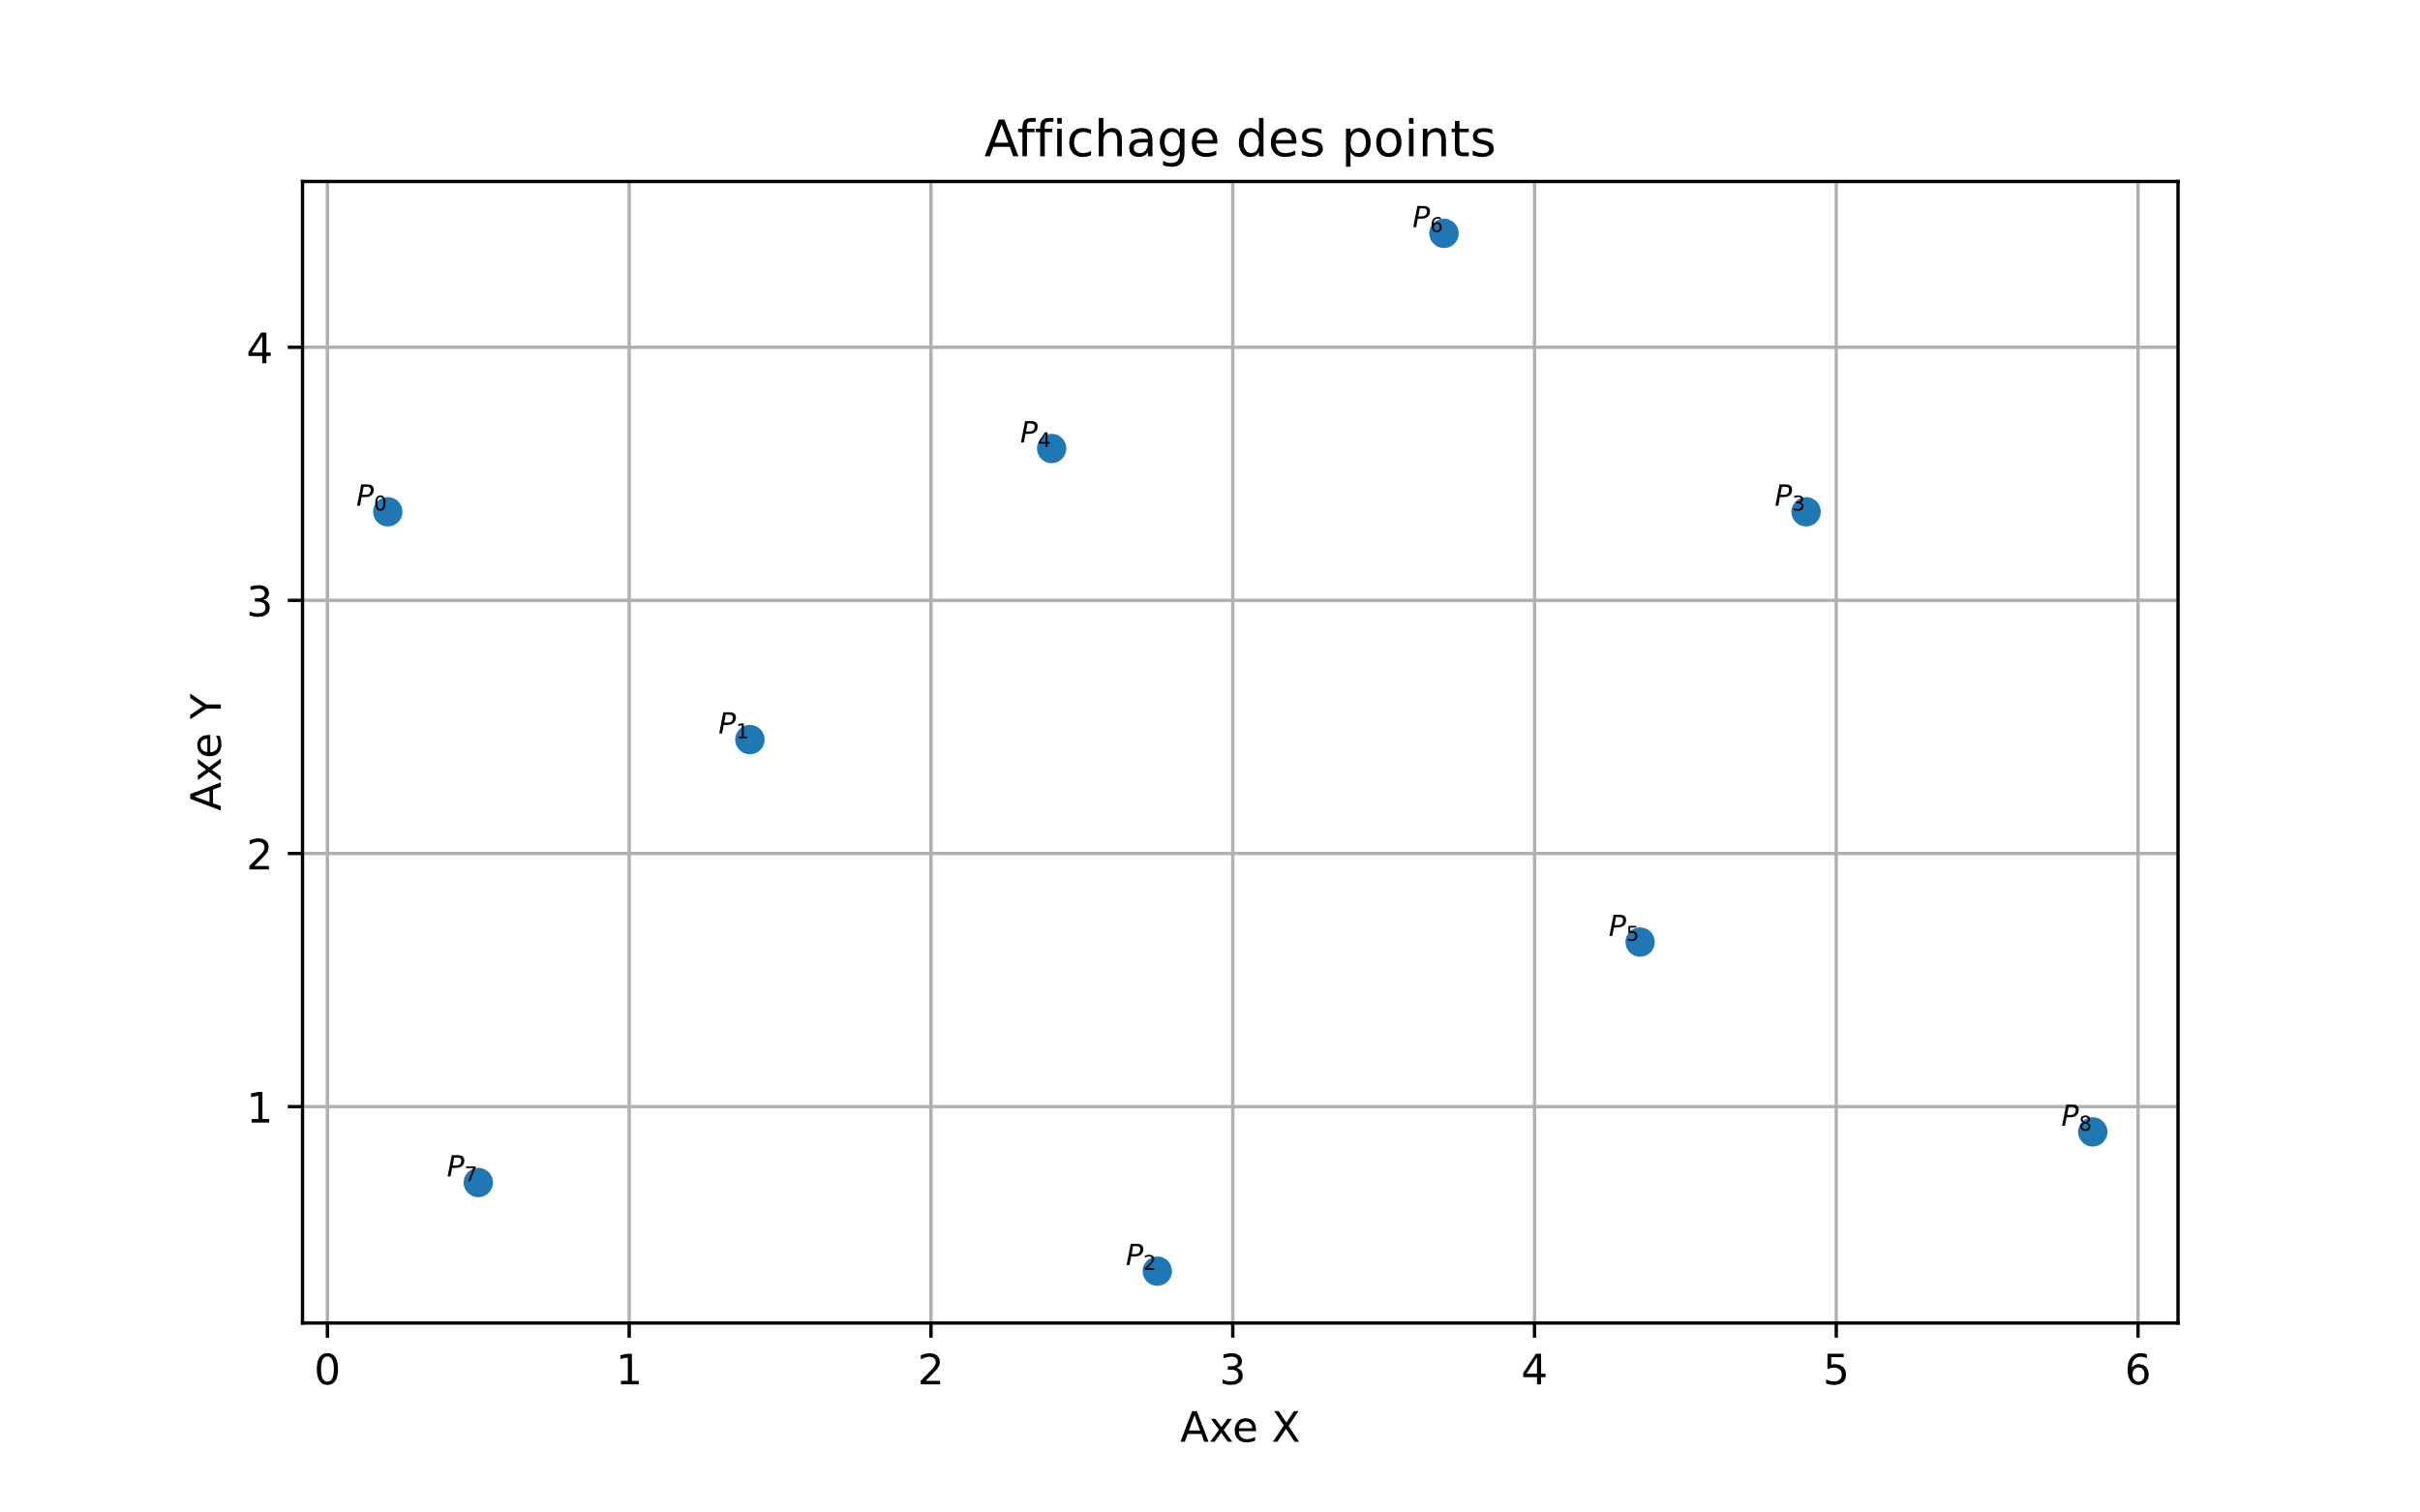 Affichage des points
P6
4
P4
P0
P3
3
P1
Axe Y
2
P5
1
P8
P7
P2
0 1 2 3 4 5 6
Axe X